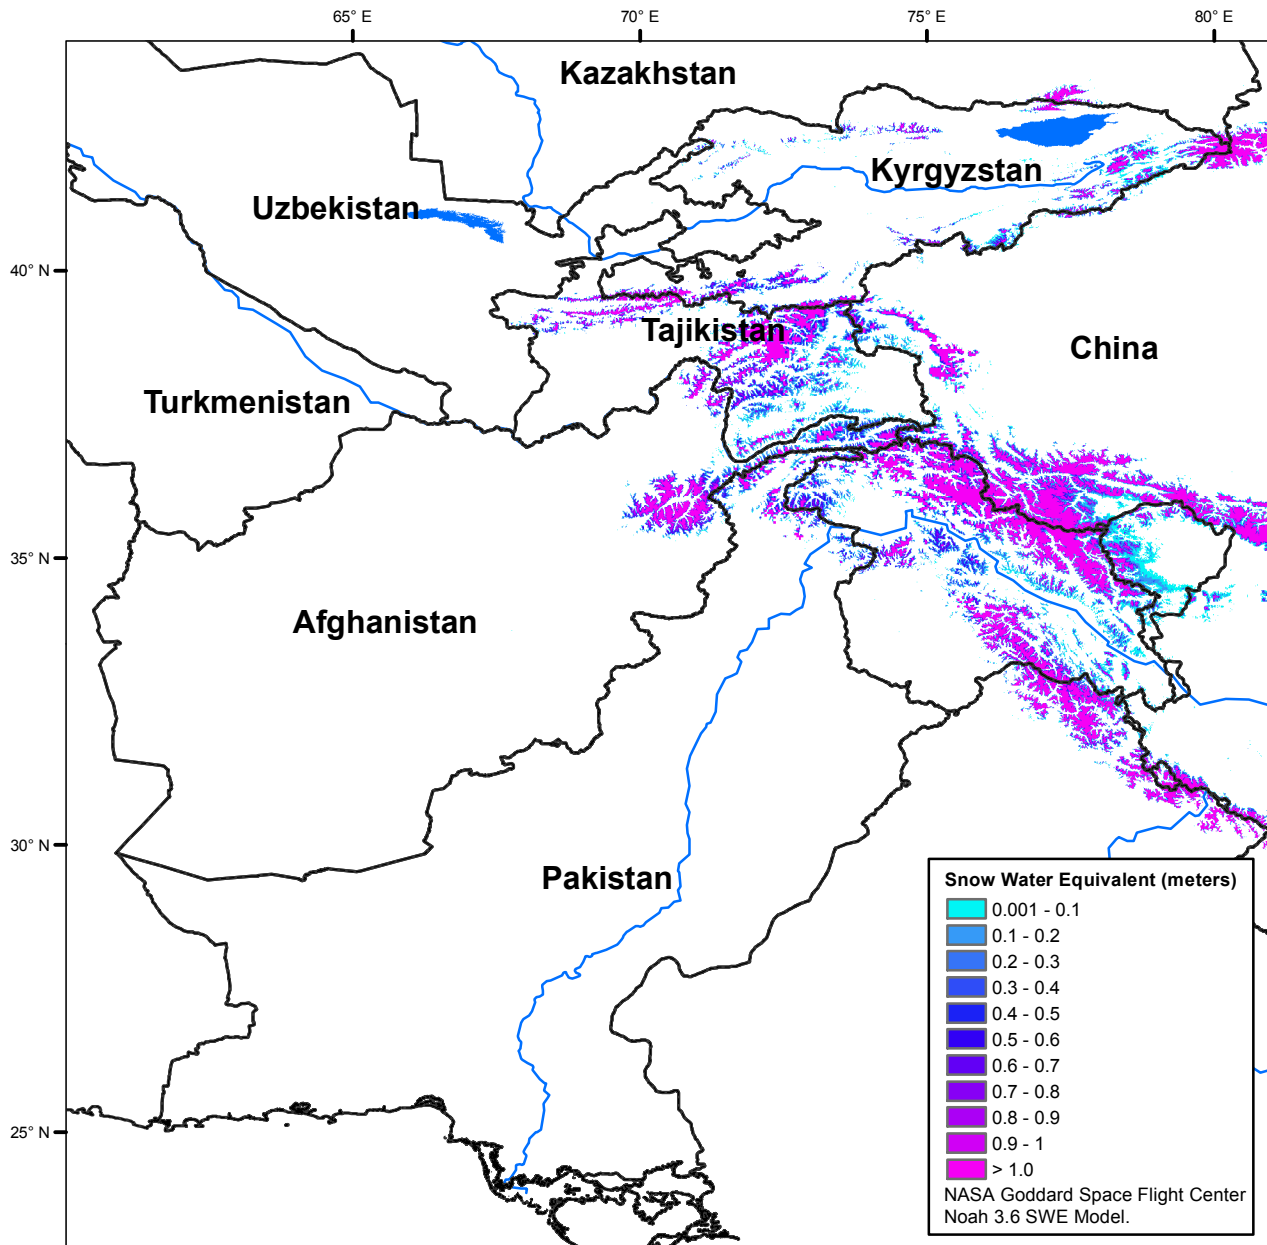 65° E
70° E
75° E
80° E
Kazakhstan
Kyrgyzstan
Uzbekistan
40° N
Tajikistan
China
Turkmenistan
35° N
Afghanistan
30° N
Pakistan
25° N
Snow Water Equivalent (meters)
0.001 - 0.1
0.1 - 0.2
0.2 - 0.3
0.3 - 0.4
0.4 - 0.5
0.5 - 0.6
0.6 - 0.7
0.7 - 0.8
0.8 - 0.9
0.9 - 1
> 1.0
NASA Goddard Space Flight Center
Noah 3.6 SWE Model.